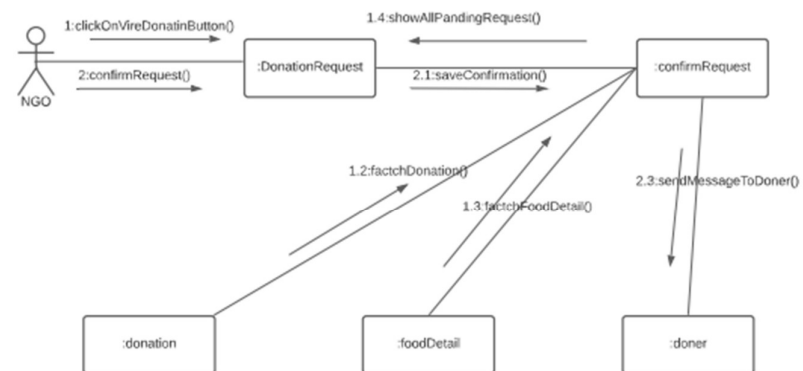 1.4:showAllPandingRequest()
1:clickOnVireDonatinButton()
:DonationRequest
:confirmRequest
2:confirmRequest()
2.1:saveConfirmation()
NGO
1.2:factchDonation()
2.3:sendMessageToDoner()
1.3:factchFoodDetail()
:donation
:foodDetail
:doner